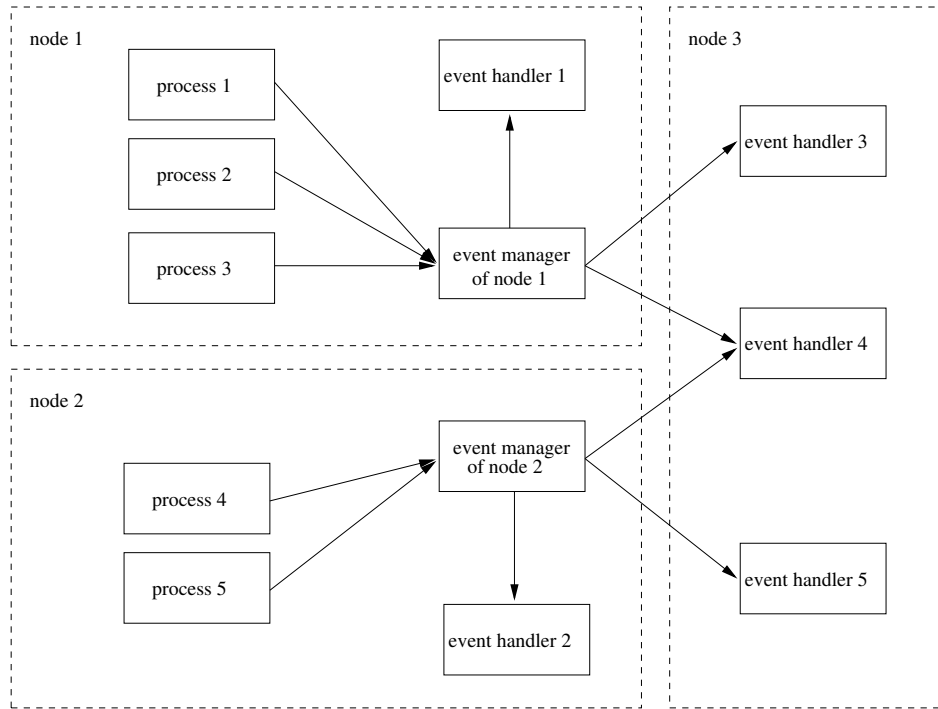 node 1
process 1
process 2
process 3
event handler 1
event manager
of node 1
node 2
process 4
process 5
event manager
of node 2
event handler 2
node 3
event handler 3
event handler 4
event handler 5